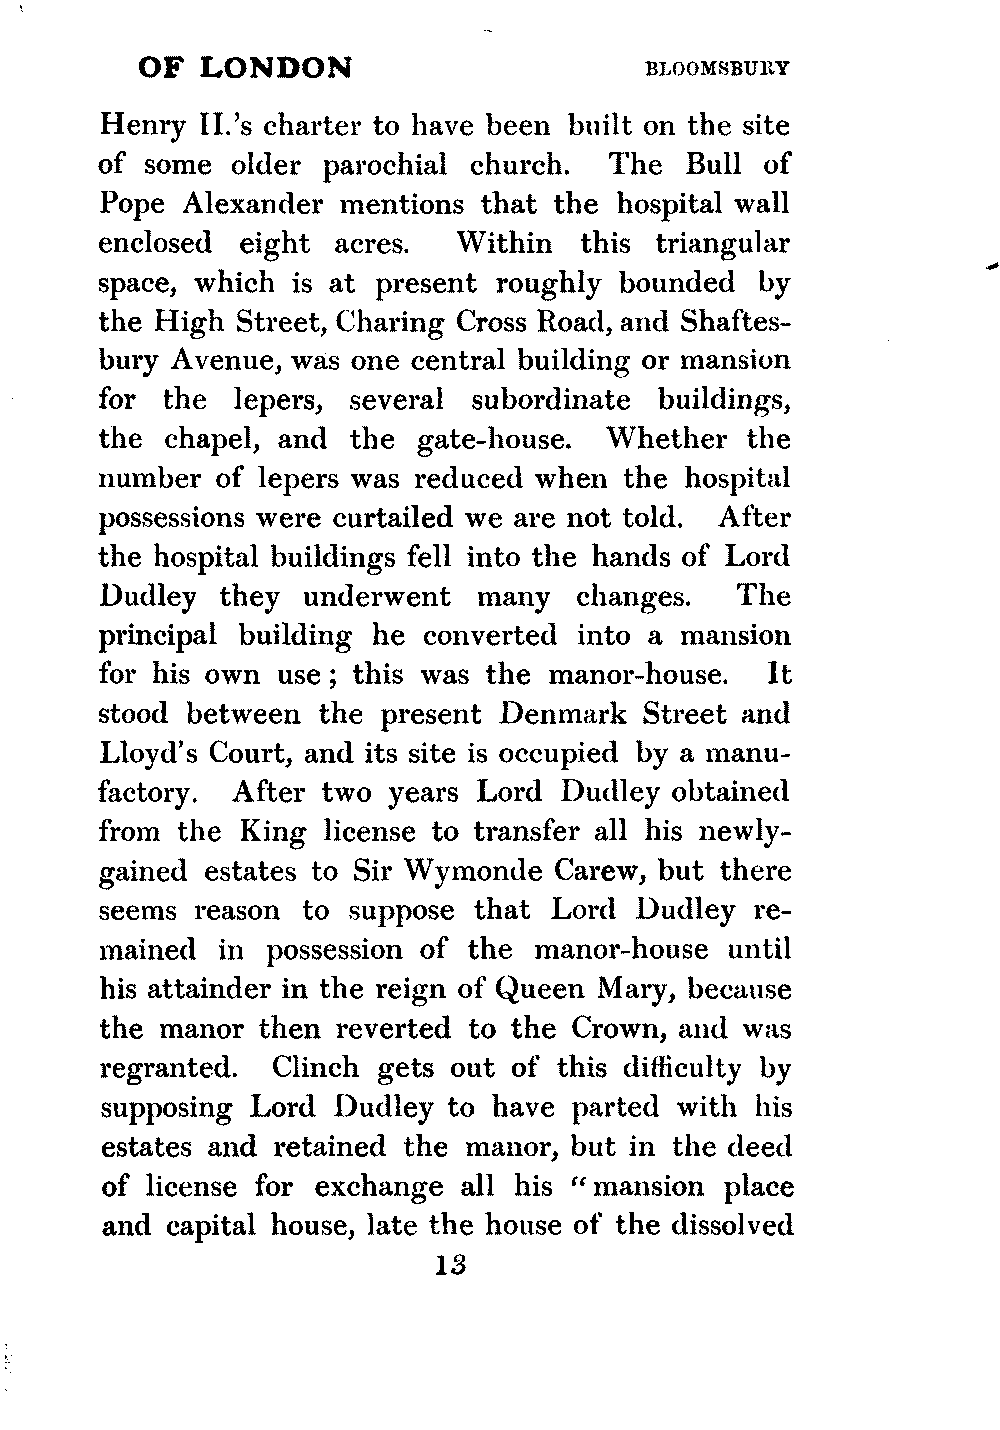 OF LONDON BLOOMSBURY
Henry II.'s charter to have been built on the site
of some older parochial church. The Bull of
Pope Alexander mentions that the hospital wall
enclosed eight acres. Within this triangular
space, which is at present roughly bounded by
the High Street, Charing Cross Road, and Shaftes-
bury Avenue, was one central building or mansion
for the lepers, several subordinate buildings,
the chapel, and the gate-house. Whether the
number of lepers was reduced when the hospital
possessions were curtailed we are not told. After
the hospital buildings fell into the hands of Lord
Dudley they underwent many changes. The
principal building he converted into a mansion
for his own use; this was the manor-house. It
stood between the present Denmark Street and
Lloyd's Court, and its site is occupied by a manu-
factory. After two years Lord Dudley obtained
from the King license to transfer all his newly-
gained estates to Sir Wymonde Carew, but there
seems reason to suppose that Lord Dudley re-
mained in possession of the manor-house until
his attainder in the reign of Queen Mary, because
the manor then reverted to the Crown, and was
regranted. Clinch gets out of this difficulty by
supposing Lord Dudley to have parted with his
estates and retained the manor, but in the deed
of license for exchange all his "mansion place
and capital house, late the house of the dissolved
13